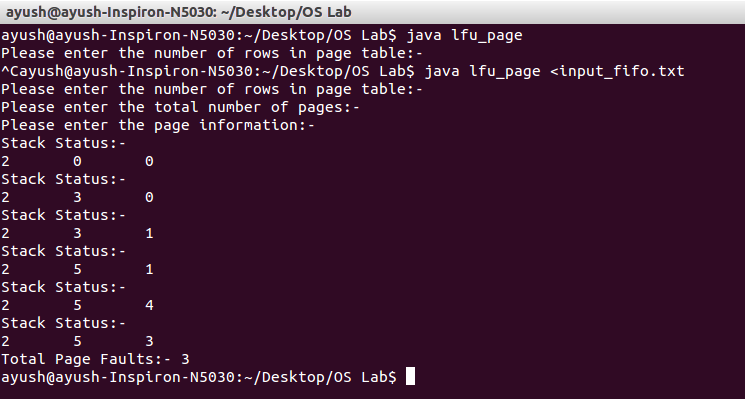 ayush@ayush-Inspiron-N5030: ~/Desktop/OS Lab
ayush@ayush-Inspiron-N5030:~/Desktop/OS Lab$ java lfu_page
Please enter the number of rows in page table:-
^Cayush@ayush-Inspiron-N5030:~/Desktop/OS Lab$ java lfu_page <input_fifo.txt
Please enter the number of rows in page table:-
Please enter the total number of pages:-
Please enter the page information:-
Stack Status:-
2 0 0
Stack Status:-
2 3 0
Stack Status:-
2 3 1
Stack Status:-
2 5 1
Stack Status:-
2 5 4
Stack Status:-
2 5 3
Total Page Faults:- 3
ayush@ayush-Inspiron-N5030:~/Desktop/OS Lab$